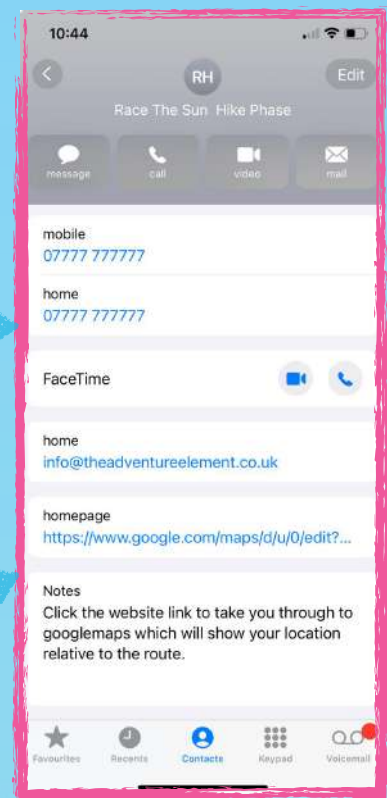 10:44
RH
Edit
Race The Sun Hike Phase
message call video mail
mobile
07777 777777
home
07777 777777
FaceTime
home
info@theadventureelement.co.uk
homepage
https://www.google.com/maps/d/u/0/edit?...
Notes
Click the website link to take you through to
googlemaps which will show your location
relative to the route.
Favourites Recents Contacts Keypad Voicemail